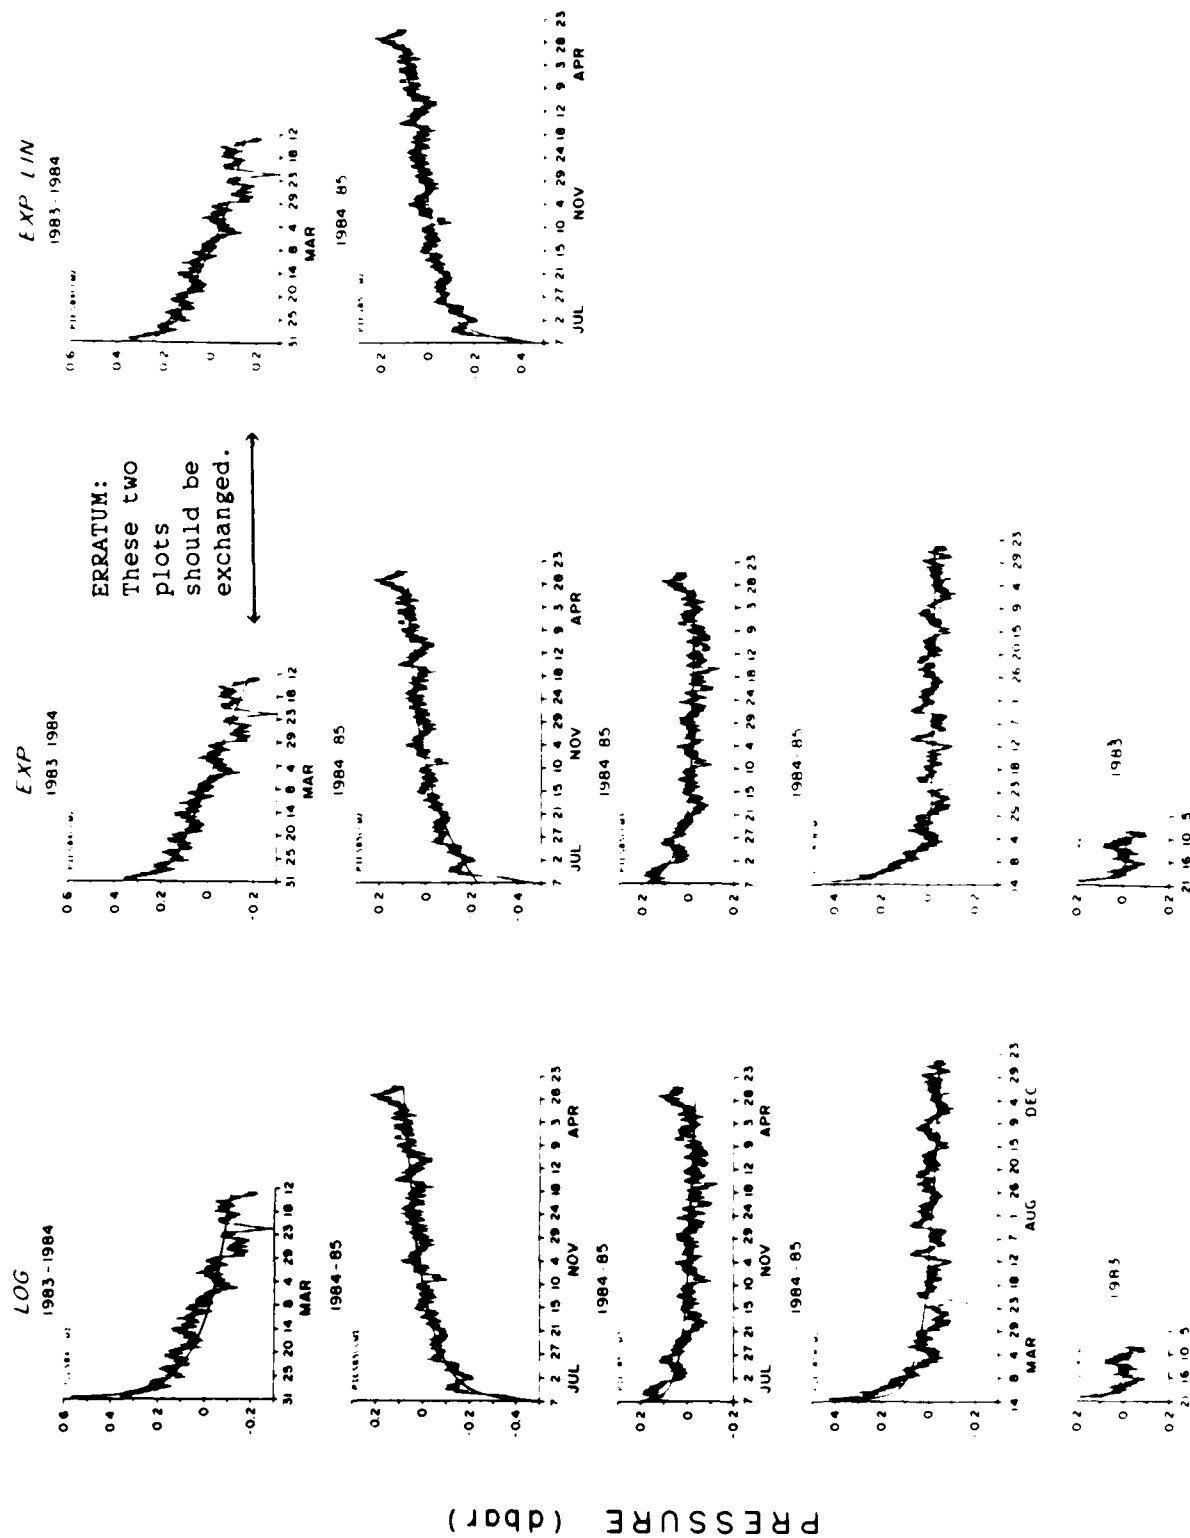 PRESSURE (dbar)
LOG
1983-1984
0.6
0.4
0.2
0
-0.2
31 25 20 14 8 4 29 23 18 12
MAR
1984-85
0.2
0
-0.2
-0.4
7 2 27 21 15 10 4 29 24 18 12 9 3 28 23
JUL NOV APR
1984-85
0.2
0
-0.2
7 2 27 21 15 10 4 29 24 18 12 9 3 28 23
JUL NOV APR
1984-85
0.4
0.2
0
-0.2
14 8 4 29 23 18 12 7 1 26 20 15 9 4 29 23
MAR AUG DEC
1983
0.2
0
0.2
21 16 10 5
EXP
1983 1984
0.6
0.4
0.2
0
-0.2
31 25 20 14 8 4 29 23 18 12
MAR
1984 85
0.2
0
-0.2
-0.4
7 2 27 21 15 10 4 29 24 18 12 9 3 28 23
JUL NOV APR
1984 85
0.2
0
0.2
7 2 27 21 15 10 4 29 24 18 12 9 3 28 23
1984-85
0.4
0.2
0
0.2
14 8 4 25 23 18 12 7 1 26 20 15 9 4 29 23
1983
0.2
0
0.2
21 16 10 5
ERRATUM:
These two
plots
should be
exchanged.
EXP LIN
1983-1984
0.6
0.4
0.2
0
0.2
31 25 20 14 8 4 29 23 18 12
MAR
1984 85
0.2
0
0.2
0.4
7 2 27 21 15 10 4 29 24 18 12 9 3 28 23
JUL NOV APR